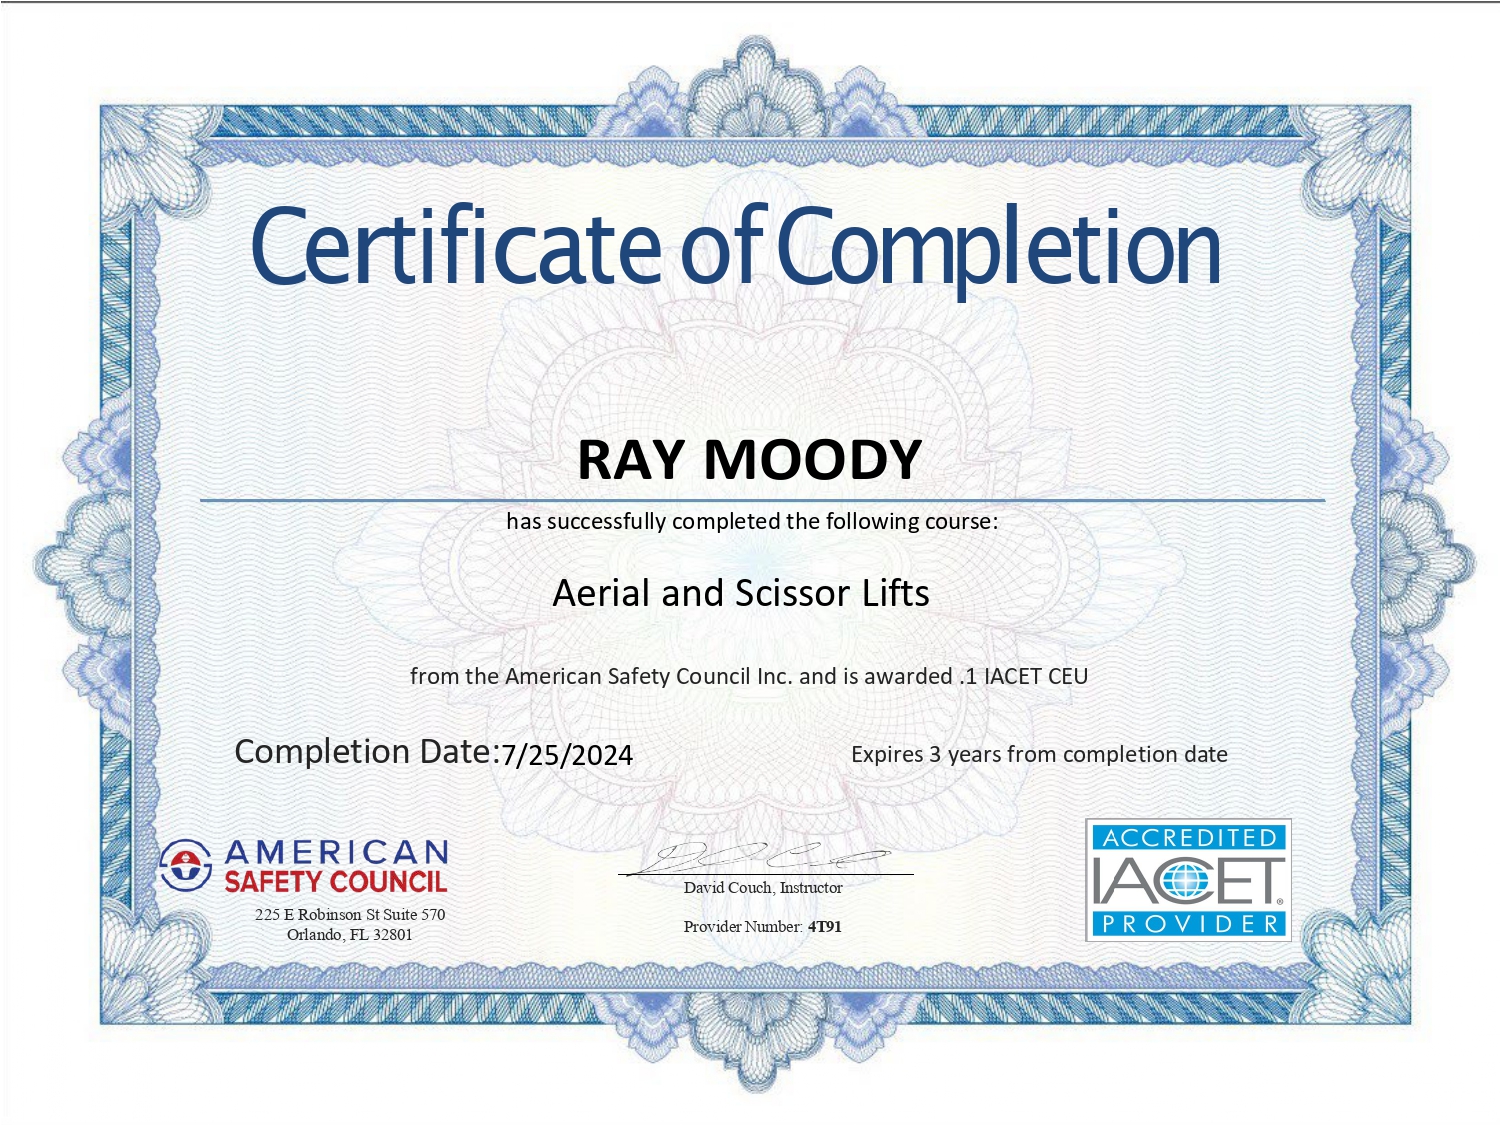 Certificate of Completion
RAY MOODY
has successfully completed the following course:
Aerial and Scissor Lifts
from the American Safety Council Inc. and is awarded .1 IACET CEU
Completion Date:7/25/2024
Expires 3 years from completion date
AMERICAN
SAFETY COUNCIL
225 E Robinson St Suite 570
Orlando, FL 32801
David Couch, Instructor
Provider Number: 4T91
ACCREDITED
IACET®
PROVIDER